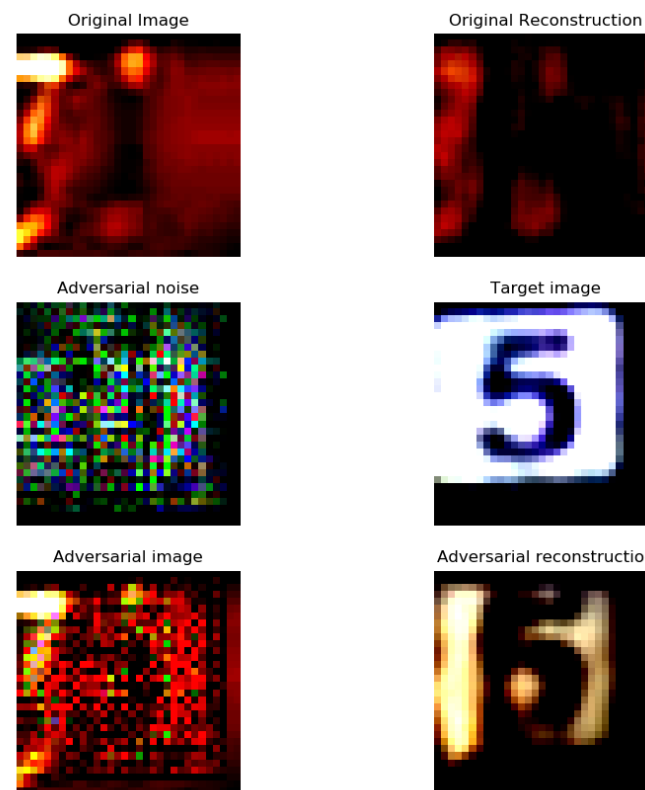 Original Image
Original Reconstruction
Adversarial noise
Target image
5
Adversarial image
Adversarial reconstructio